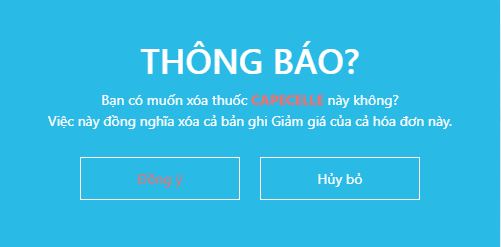 THÔNG BÁO?
Bạn có muốn xóa thuốc CAPECELLE này không?
Việc này đồng nghĩa xóa cả bản ghi Giảm giá của cả hóa đơn này.
Đồng ý
Hủy bỏ